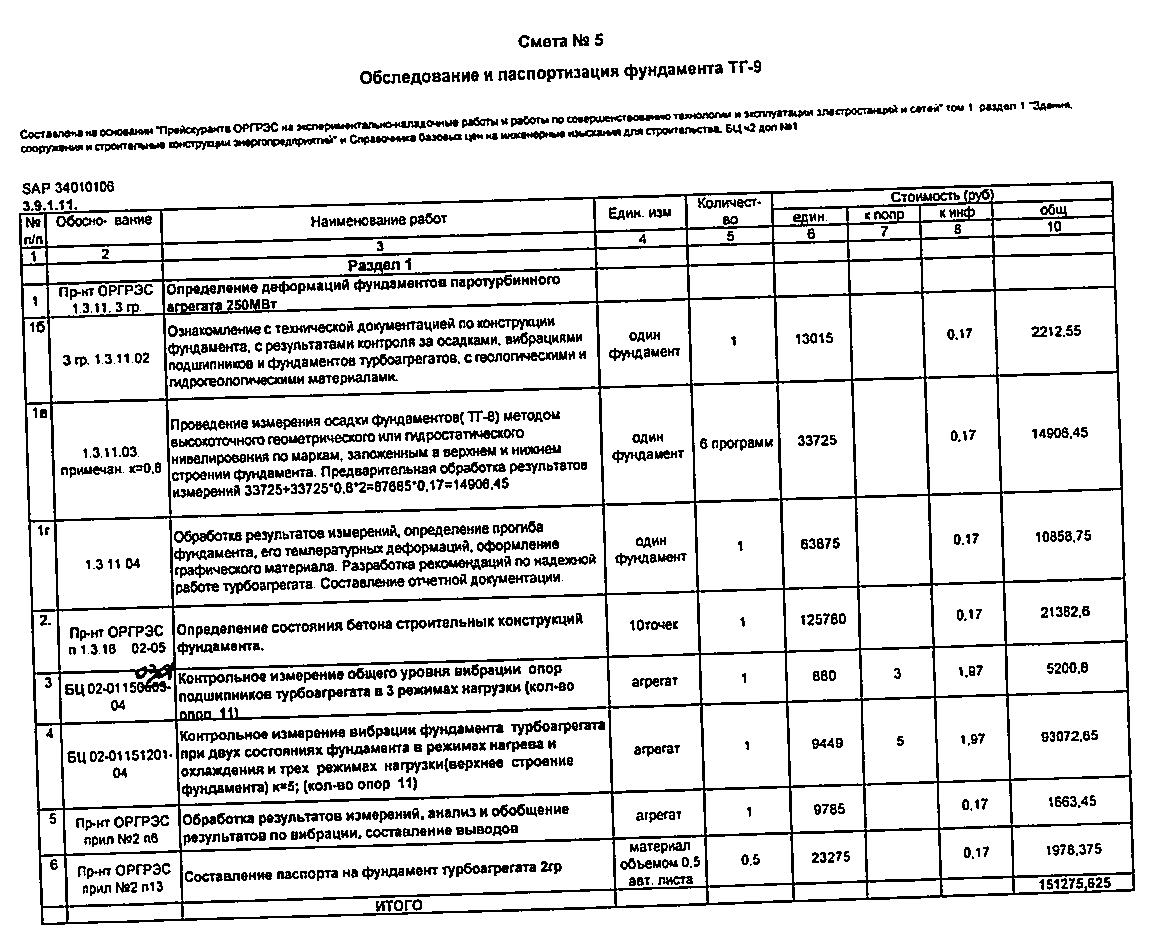 Смета № 5
Обследование и паспортизация фундамента ТГ-9
Составлена на основании "Прейскуранта ОРГРЭС на экспериментально-наладочные работы и работы по совершенствованию технологии и эксплуатации электростанций и сетей" том 1 раздел 1 "Здания,
сооружения и строительные конструкции энергопредприятий" и Справочника базовых цен на инженерные изыскания для строительства. БЦ ч2 доп №1
SAP 34010106
3.9.1.11.
№ п/п Обосно- вание Наименование работ Един. изм Количест-во Стоимость (руб)
един. к попр к инф общ
1 2 3 4 5 6 7 8 10
Раздел 1
1 Пр-нт ОРГРЭС 1.3.11. 3 гр. Определение деформаций фундаментов паротурбинного
агрегата 250МВт
1б 3 гр. 1.3.11.02 Ознакомление с технической документацией по конструкции
фундамента, с результатами контроля за осадками, вибрациями
подшипников и фундаментов турбоагрегатов, с геологическими и
гидрогеологическими материалами.
один фундамент 1 13015 0,17 2212,55
1в 1.3.11.03 примечан. к=0,8 Проведение измерения осадки фундаментов( ТГ-8) методом
высокоточного геометрического или гидростатического
нивелирования по маркам, заложенным в верхнем и нижнем
строении фундамента. Предварительная обработка результатов
измерений 33725+33725*0,8*2=87685*0,17=14906,45
один фундамент 6 программ 33725 0,17 14906,45
1г 1.3 11 04 Обработка результатов измерений, определение прогиба
фундамента, его температурных деформаций, оформление
графического материала. Разработка рекомендаций по надежной
работе турбоагрегата. Составление отчетной документации.
один фундамент 1 63875 0.17 10858,75
2. Пр-нт ОРГРЭС п 1.3.18 02-05 Определение состояния бетона строительных конструкций
фундамента.
10точек 1 125780 0,17 21382,6
3 БЦ 02-01150603-04 Контрольное измерение общего уровня вибрации опор
подшипников турбоагрегата в 3 режимах нагрузки (кол-во
опор 11)
агрегат 1 880 3 1,97 5200,8
4 БЦ 02-01151201-04 Контрольное измерение вибрации фундамента турбоагрегата
при двух состояниях фундамента в режимах нагрева и
охлаждения и трех режимах нагрузки(верхнее строение
фундамента) к=5; (кол-во опор 11)
агрегат 1 9449 5 1,97 93072,65
5 Пр-нт ОРГРЭС прил №2 п6 Обработка результатов измерений, анализ и обобщение
результатов по вибрации, составление выводов
агрегат 1 9785 0,17 1663,45
6 Пр-нт ОРГРЭС прил №2 п13 Составление паспорта на фундамент турбоагрегата 2гр
материал объемом 0,5 авт. листа 0,5 23275 0,17 1978,375
ИТОГО 151275,625